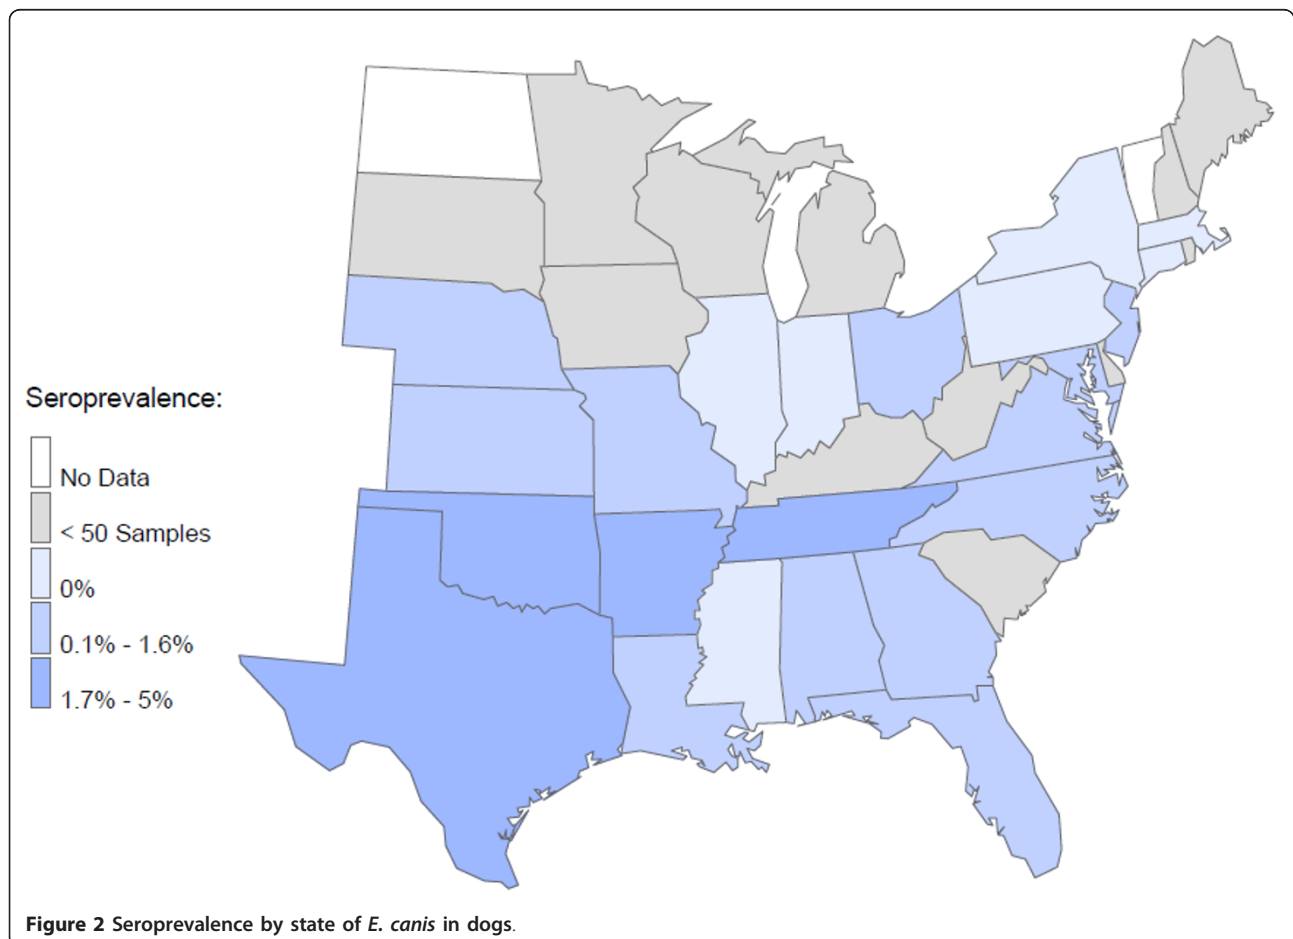 Seroprevalence:
No Data
< 50 Samples
0%
0.1% - 1.6%
1.7% - 5%
Figure 2 Seroprevalence by state of E. canis in dogs.